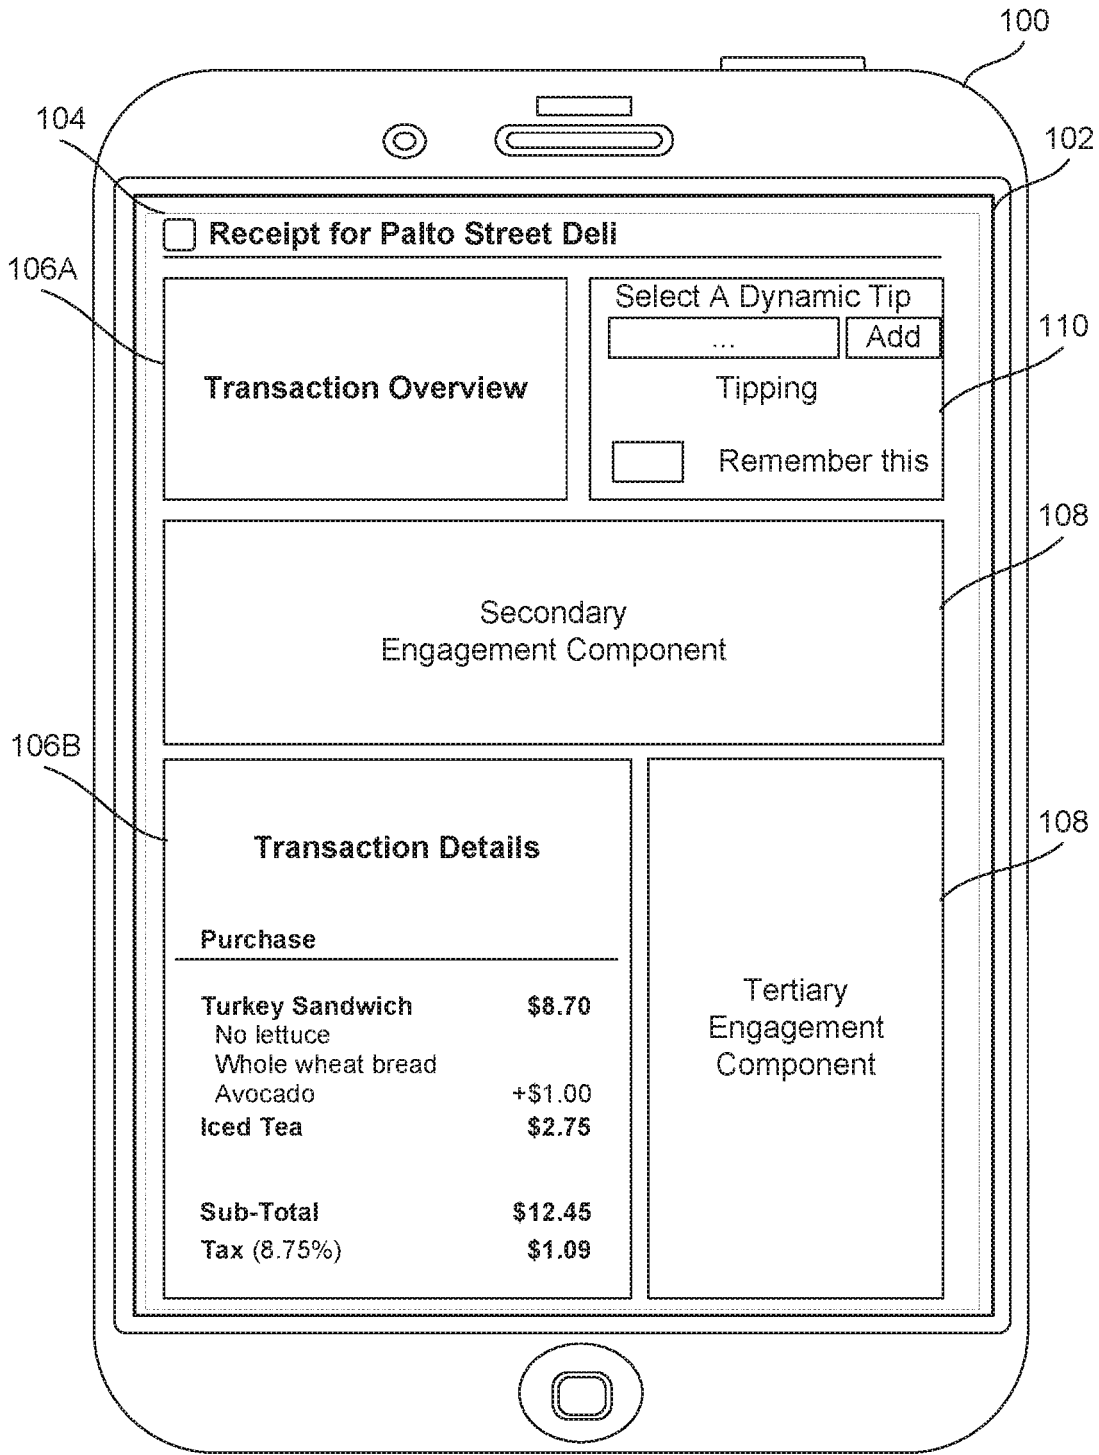 100
104
102
Receipt for Palto Street Deli
106A
Select A Dynamic Tip
... Add
110
Transaction Overview
Tipping
Remember this
108
Secondary
Engagement Component
106B
108
Transaction Details
Purchase
Turkey Sandwich $8.70
No lettuce
Whole wheat bread
Avocado +$1.00
Iced Tea $2.75
Sub-Total $12.45
Tax (8.75%) $1.09
Tertiary
Engagement
Component